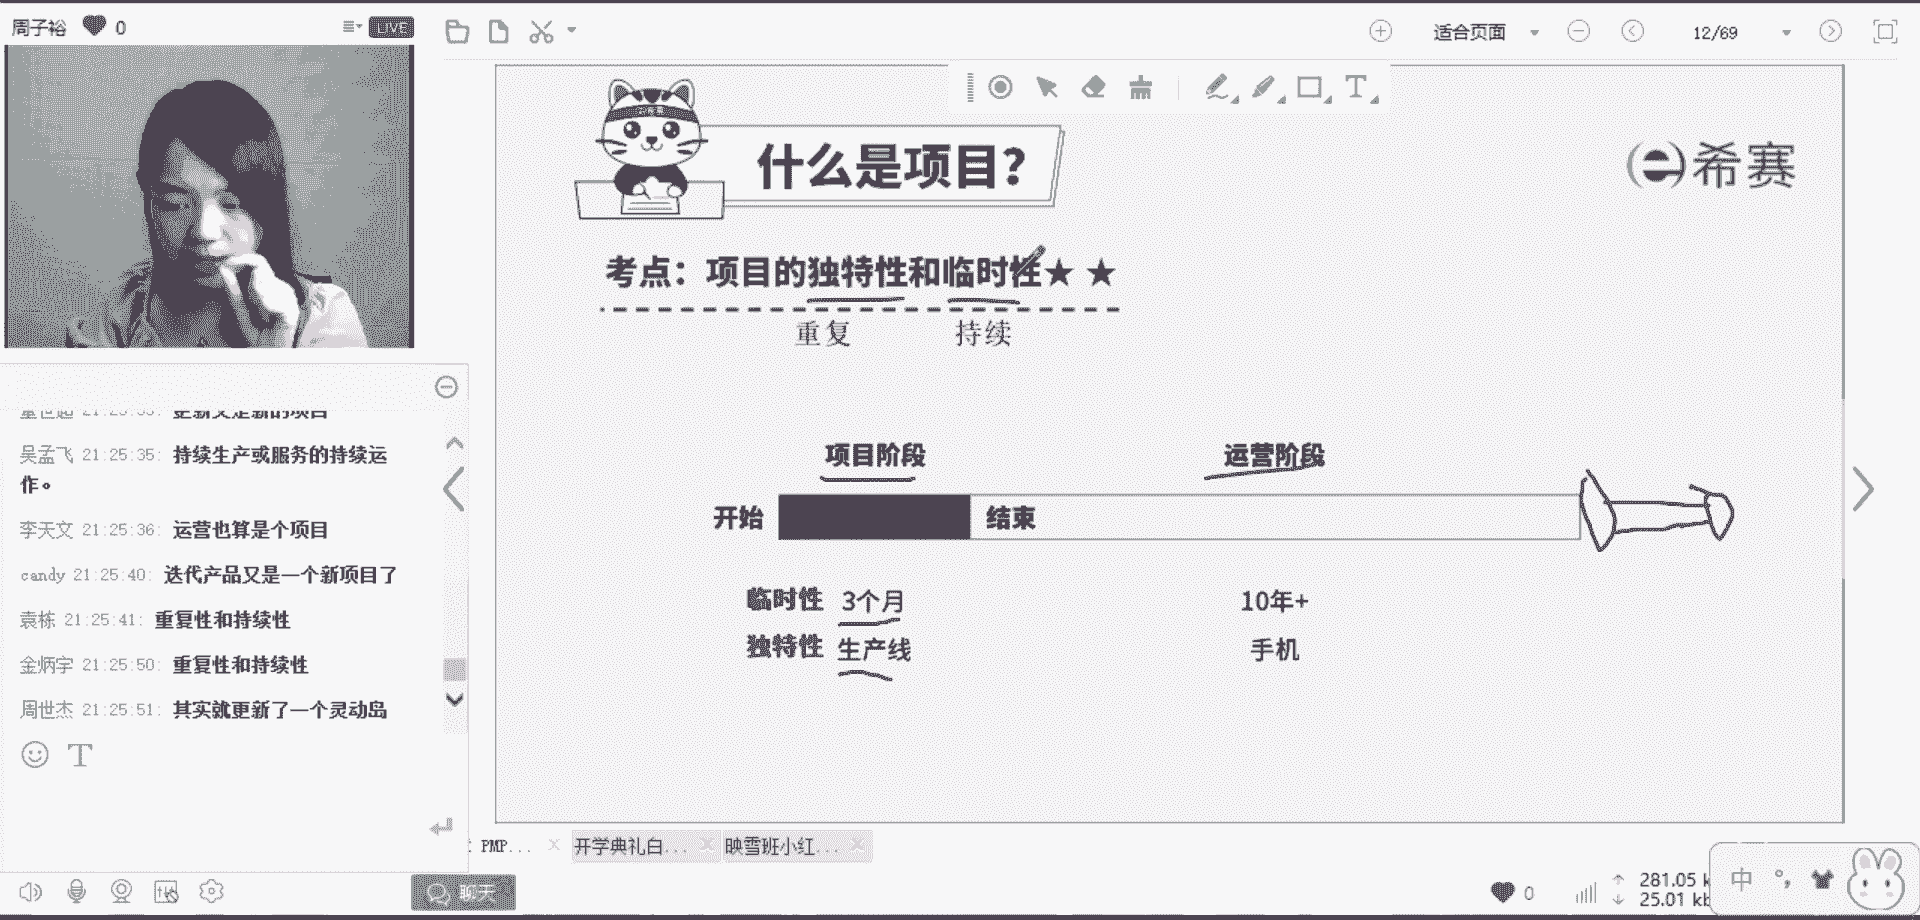 周子裕 0 LIVE
适合页面 12/69
什么是项目？
希赛
考点：项目的独特性和临时性★ ★
重复 持续
项目阶段 运营阶段
开始 结束
临时性 3个月 10年+
独特性 生产线 手机
更新又是新的项目
吴孟飞 21:25:35: 持续生产或服务的持续运
作。
李天文 21:25:36: 运营也算是个项目
candy 21:25:40: 迭代产品又是一个新项目了
袁栋 21:25:41: 重复性和持续性
金炳宇 21:25:50: 重复性和持续性
周世杰 21:25:51: 其实就更新了一个灵动岛
PMP... 开学典礼白... 映雪班小红...
聊天
0 281.05 k
25.01 kb
中